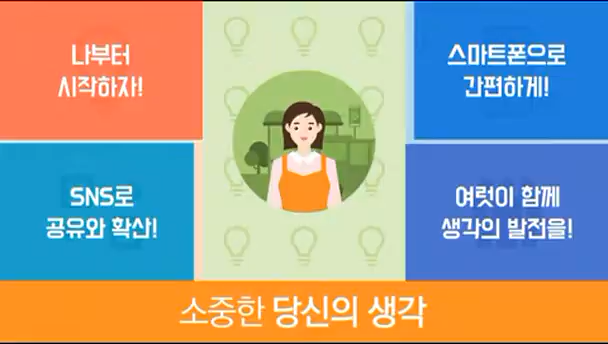 나부터
시작하자!
스마트폰으로
간편하게!
SNS로
공유와 확산!
여럿이 함께
생각의 발전을!
소중한 당신의 생각